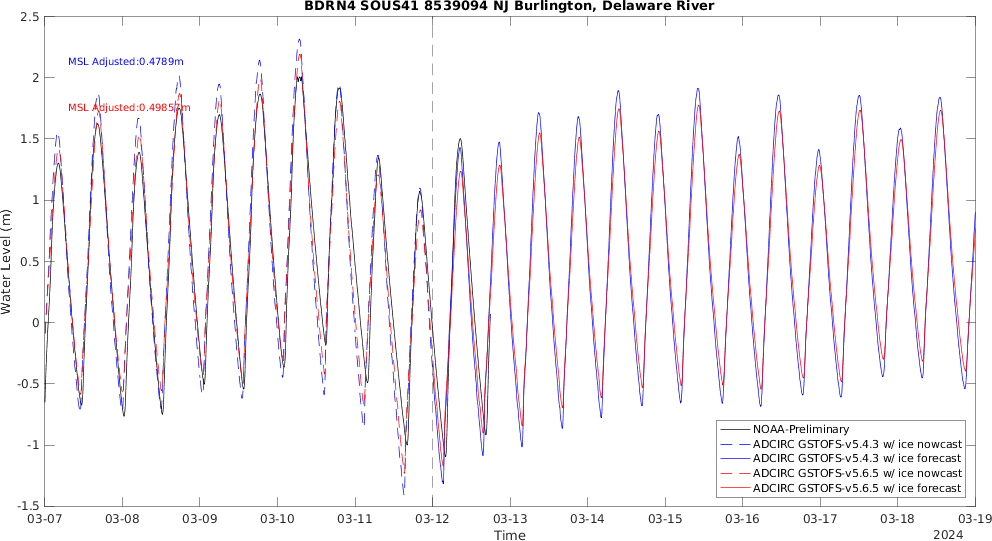 BDRN4 SOUS41 8539094 NJ Burlington, Delaware River
2.5
MSL Adjusted:0.4789m
2
MSL Adjusted:0.49857m
1.5
1
0.5
0
-0.5
-1
-1.5
Water Level (m)
NOAA-Preliminary
ADCIRC GSTOFS-v5.4.3 w/ ice nowcast
ADCIRC GSTOFS-v5.4.3 w/ ice forecast
ADCIRC GSTOFS-v5.6.5 w/ ice nowcast
ADCIRC GSTOFS-v5.6.5 w/ ice forecast
03-07 03-08 03-09 03-10 03-11 03-12 03-13 03-14 03-15 03-16 03-17 03-18 03-19
Time
2024